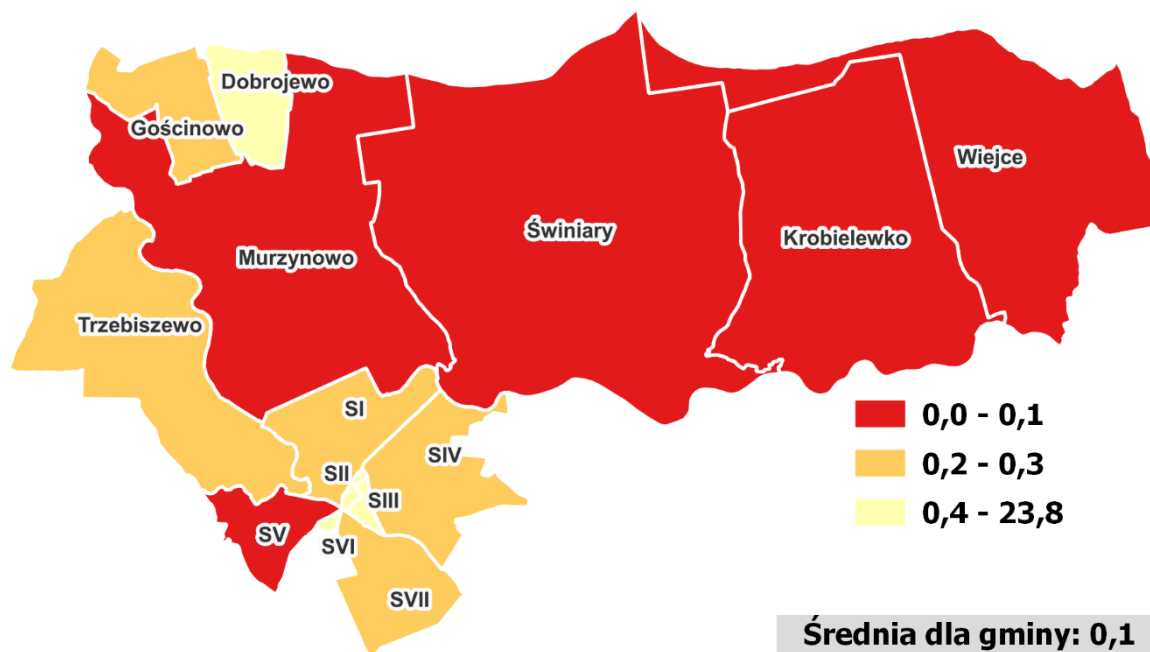 Dobrojewo
Gościnowo
Wiejce
Świniary
Krobielewko
Murzynowo
Trzebiszewo
SI
SIV
SII
SIII
SV
SVI
SVII
0,0 - 0,1
0,2 - 0,3
0,4 - 23,8
Średnia dla gminy: 0,1